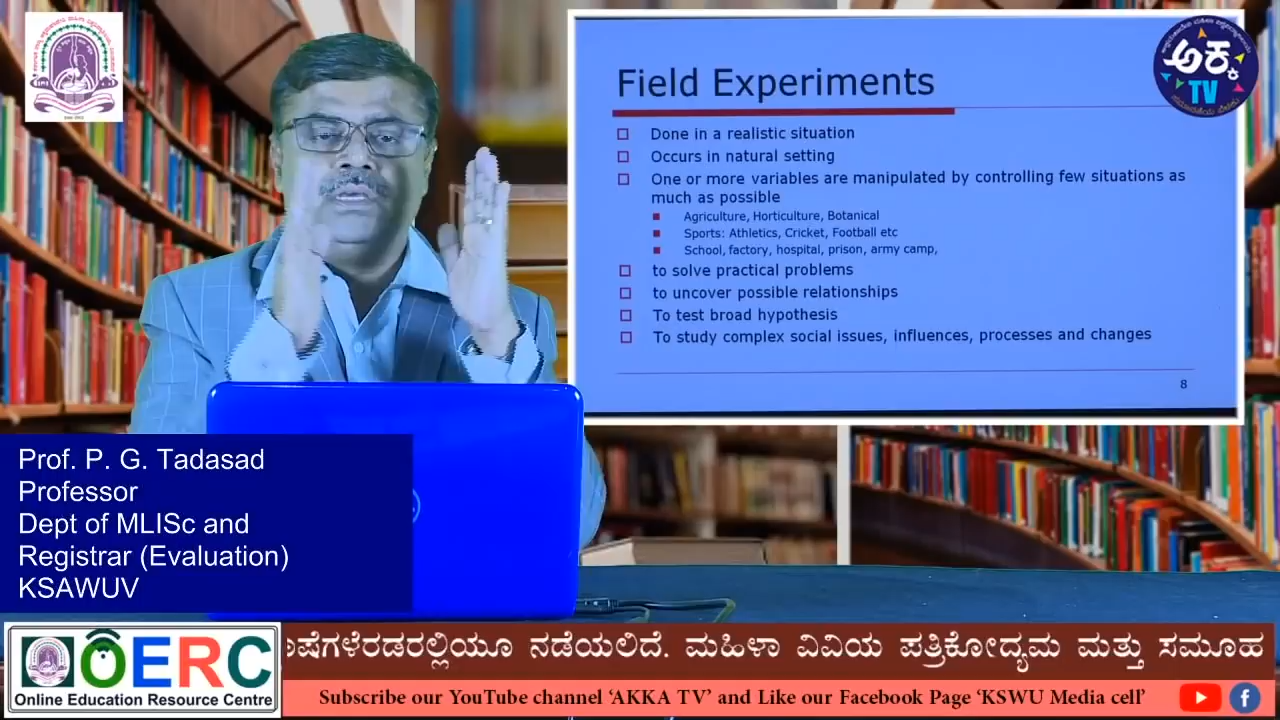 Field Experiments
Done in a realistic situation
Occurs in natural setting
One or more variables are manipulated by controlling few situations as
much as possible
Agriculture, Horticulture, Botanical
Sports: Athletics, Cricket, Football etc
School, factory, hospital, prison, army camp,
to solve practical problems
to uncover possible relationships
To test broad hypothesis
To study complex social issues, influences, processes and changes
8
ಅಕ್ಕ
TV
Prof. P. G. Tadasad
Professor
Dept of MLISc and
Registrar (Evaluation)
KSAWUV
OERC
Online Education Resource Centre
ನಡೆಯಲಿದೆ. ಮಹಿಳಾ ವಿವಿಯ ಪತ್ರಿಕೋದ್ಯಮ ಮತ್ತು ಸಮೂಹ
Subscribe our YouTube channel ‘AKKA TV’ and Like our Facebook Page ‘KSWU Media cell’